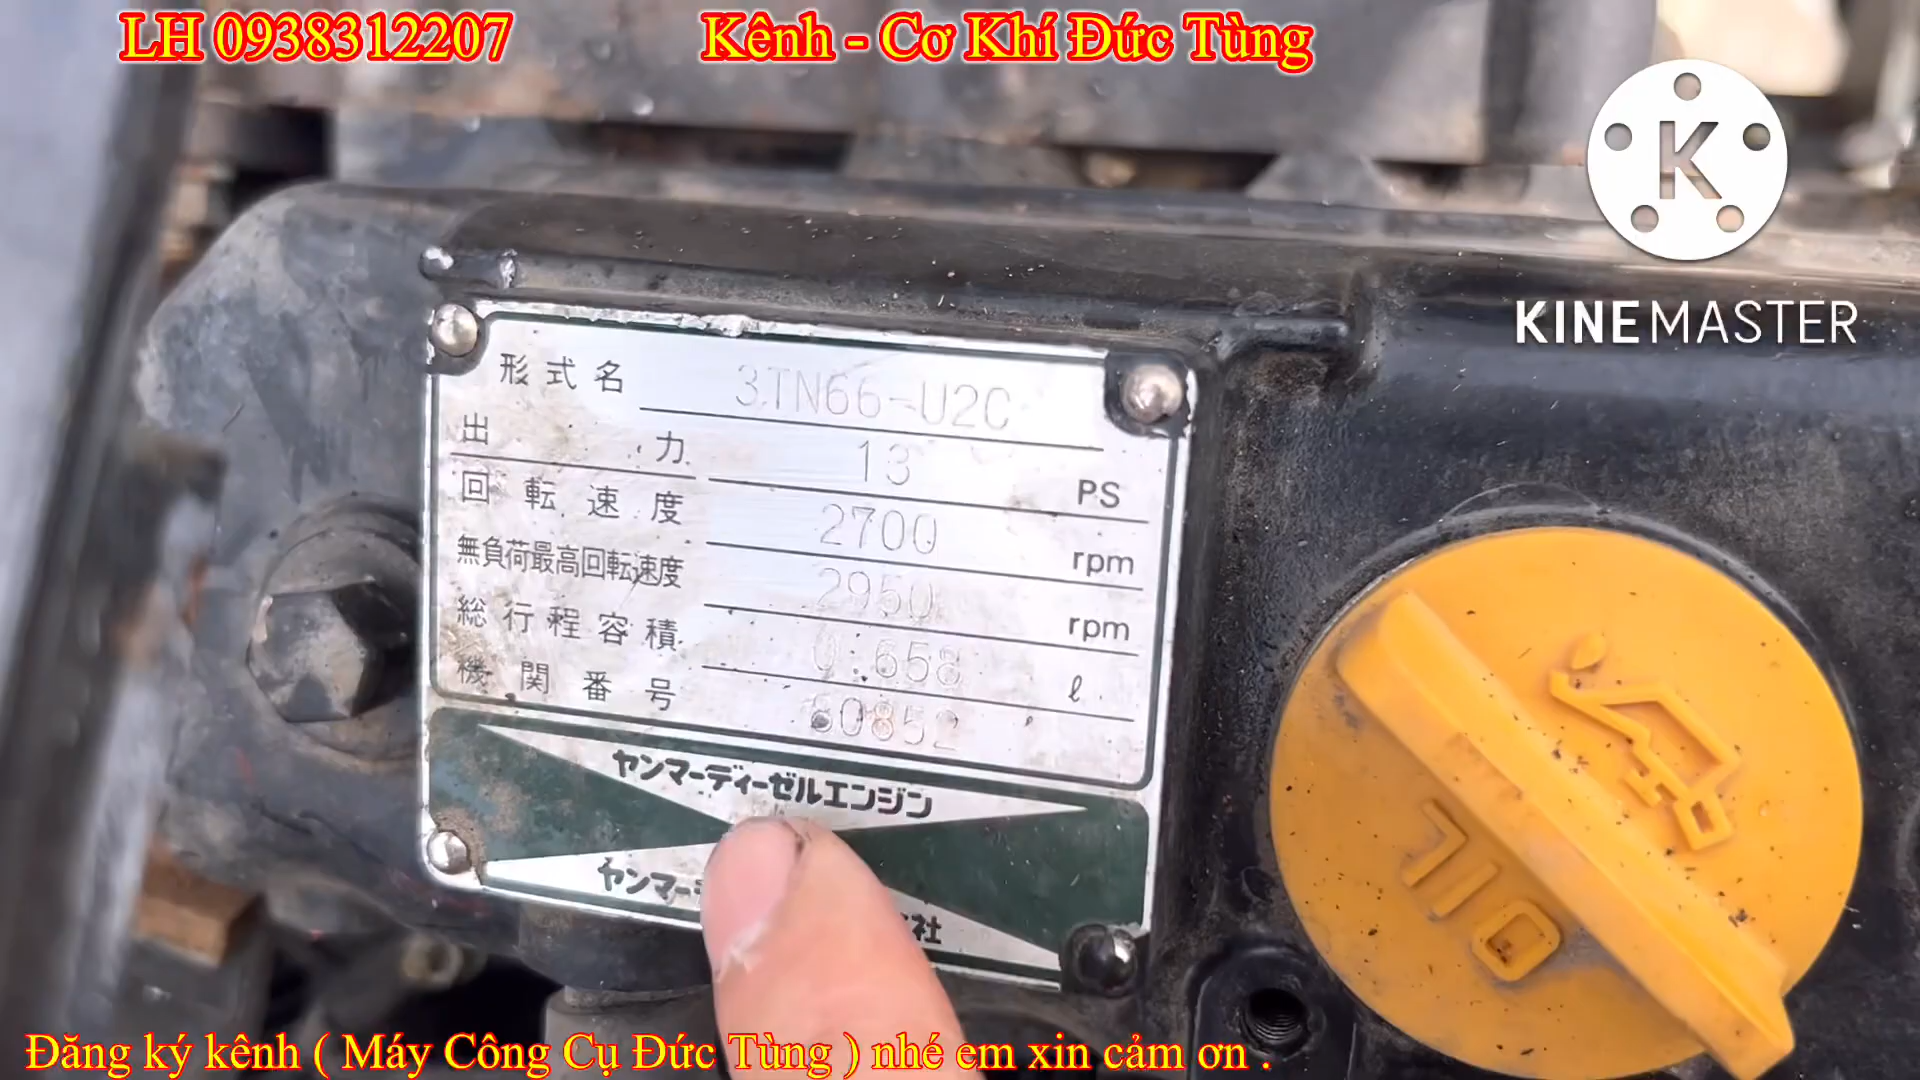 LH 0938312207
Kênh - Cơ Khí Đức Tùng
K
KINEMASTER
形式名 3TN66-U2C
出力 13 PS
回転速度 2700 rpm
無負荷最高回転速度 2950 rpm
総行程容積 0.658 ℓ
機関番号 80852
ヤンマーディーゼルエンジン
ヤンマー 社
OIL
Đăng ký kênh ( Máy Công Cụ Đức Tùng ) nhé em xin cảm ơn .